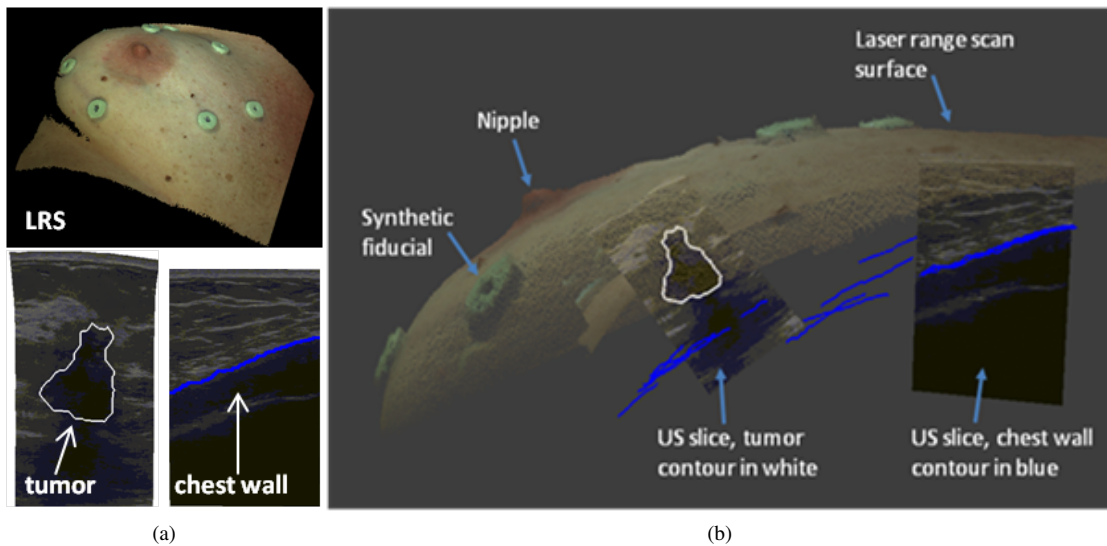 LRS
tumor
chest wall
(a)
Laser range scan
surface
Nipple
Synthetic
fiducial
US slice, tumor
contour in white
US slice, chest wall
contour in blue
(b)